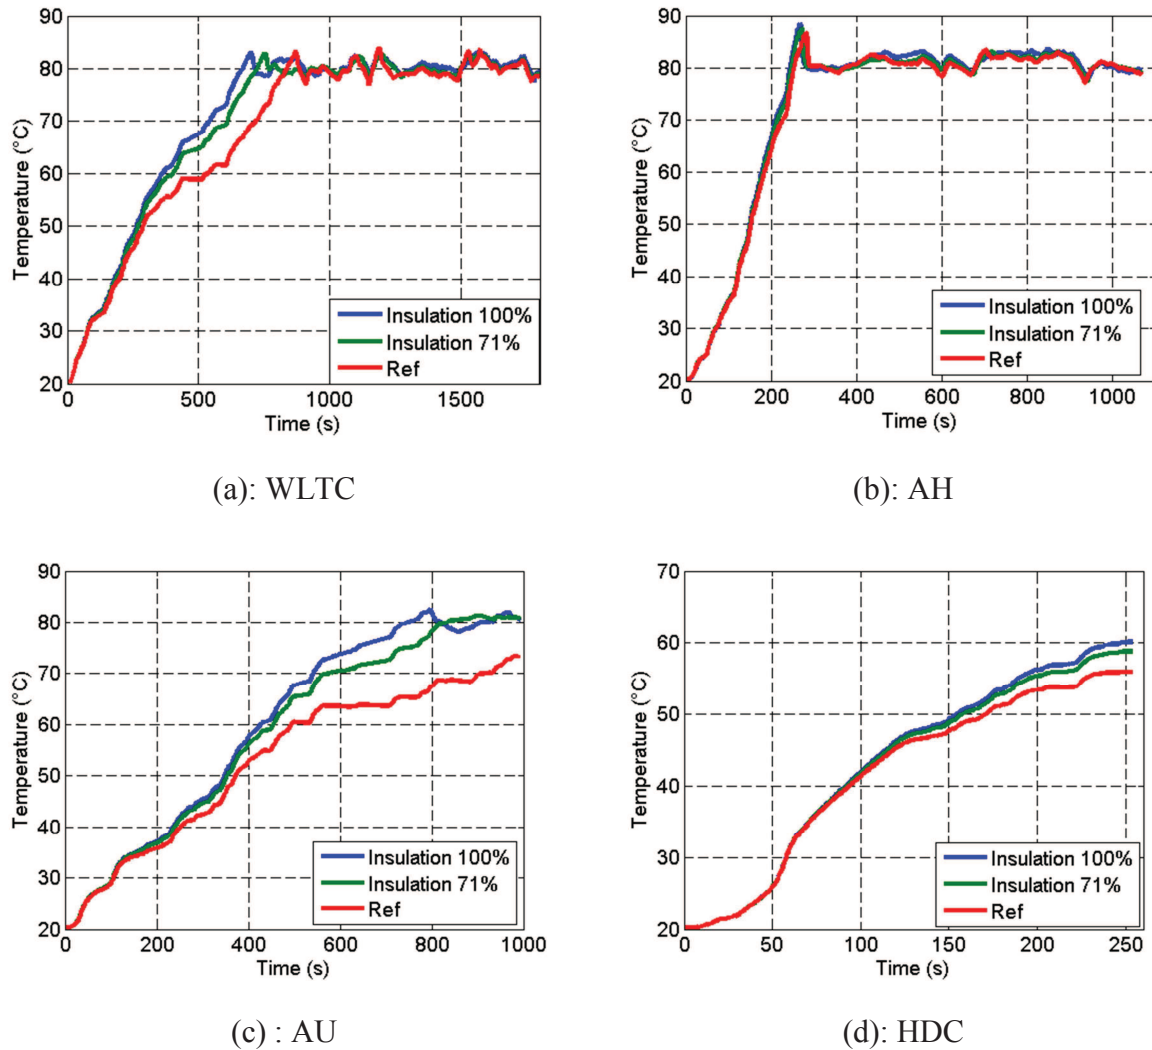 90
80
70
60
50
40
30
20
Temperature (°C)
0
500
1000
1500
Time (s)
Insulation 100%
Insulation 71%
Ref
(a): WLTC
90
80
70
60
50
40
30
20
Temperature (°C)
0
200
400
600
800
1000
Time (s)
Insulation 100%
Insulation 71%
Ref
(b): AH
90
80
70
60
50
40
30
20
Temperature (°C)
0
200
400
600
800
1000
Time (s)
Insulation 100%
Insulation 71%
Ref
(c) : AU
70
60
50
40
30
20
Temperature (°C)
0
50
100
150
200
250
Time (s)
Insulation 100%
Insulation 71%
Ref
(d): HDC